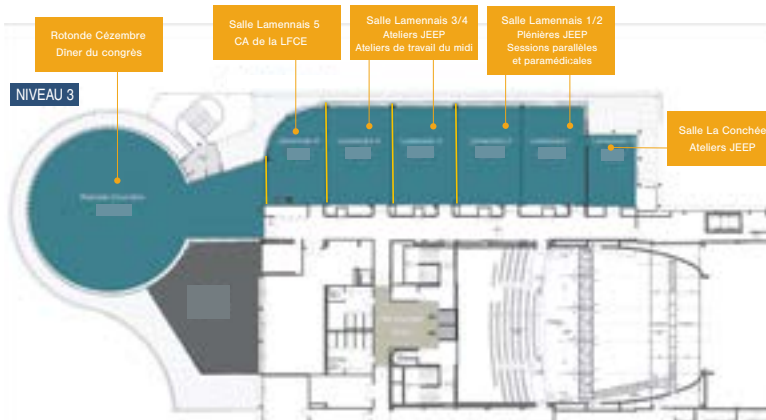 Rotonde Cézembre
Dîner du congrès
Salle Lamennais 5
CA de la LFCE
Salle Lamennais 3/4
Ateliers JEEP
Ateliers de travail du midi
Salle Lamennais 1/2
Plénières JEEP
Sessions parallèles
et paramédicales
Salle La Conchée
Ateliers JEEP
NIVEAU 3
Rotonde Cézembre